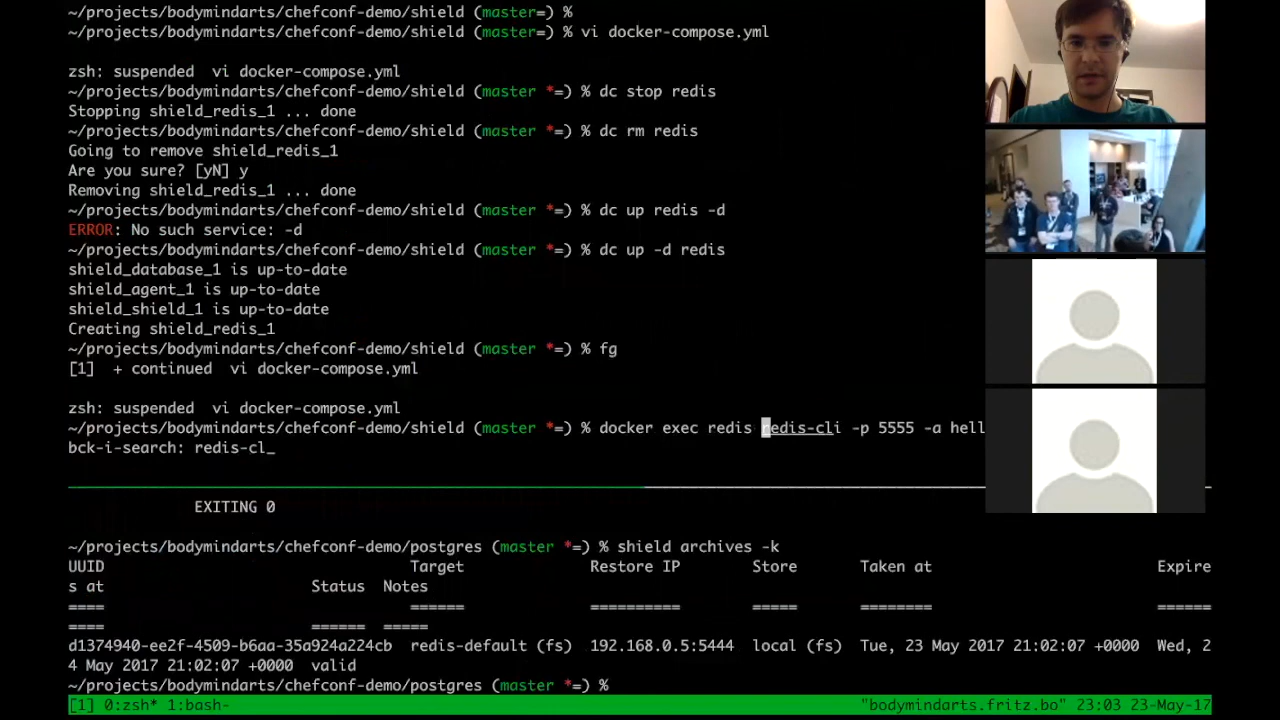 ~/projects/bodymindarts/chefconf-demo/shield (master=) %
~/projects/bodymindarts/chefconf-demo/shield (master=) % vi docker-compose.yml
zsh: suspended  vi docker-compose.yml
~/projects/bodymindarts/chefconf-demo/shield (master *=) % dc stop redis
Stopping shield_redis_1 ... done
~/projects/bodymindarts/chefconf-demo/shield (master *=) % dc rm redis
Going to remove shield_redis_1
Are you sure? [yN] y
Removing shield_redis_1 ... done
~/projects/bodymindarts/chefconf-demo/shield (master *=) % dc up redis -d
ERROR: No such service: -d
~/projects/bodymindarts/chefconf-demo/shield (master *=) % dc up -d redis
shield_database_1 is up-to-date
shield_agent_1 is up-to-date
shield_shield_1 is up-to-date
Creating shield_redis_1
~/projects/bodymindarts/chefconf-demo/shield (master *=) % fg
[1]  + continued  vi docker-compose.yml
zsh: suspended  vi docker-compose.yml
~/projects/bodymindarts/chefconf-demo/shield (master *=) % docker exec redis redis-cli -p 5555 -a hell
bck-i-search: redis-cl_
EXITING 0
~/projects/bodymindarts/chefconf-demo/postgres (master *=) % shield archives -k
UUID Target Restore IP Store Taken at Expire
s at Status Notes
==== ====== ========== ===== ======== ======
==== ====== =====
d1374940-ee2f-4509-b6aa-35a924a224cb  redis-default (fs)  192.168.0.5:5444  local (fs)  Tue, 23 May 2017 21:02:07 +0000  Wed, 2
4 May 2017 21:02:07 +0000  valid
~/projects/bodymindarts/chefconf-demo/postgres (master *=) %
[1] 0:zsh* 1:bash- "bodymindarts.fritz.bo" 23:03 23-May-17